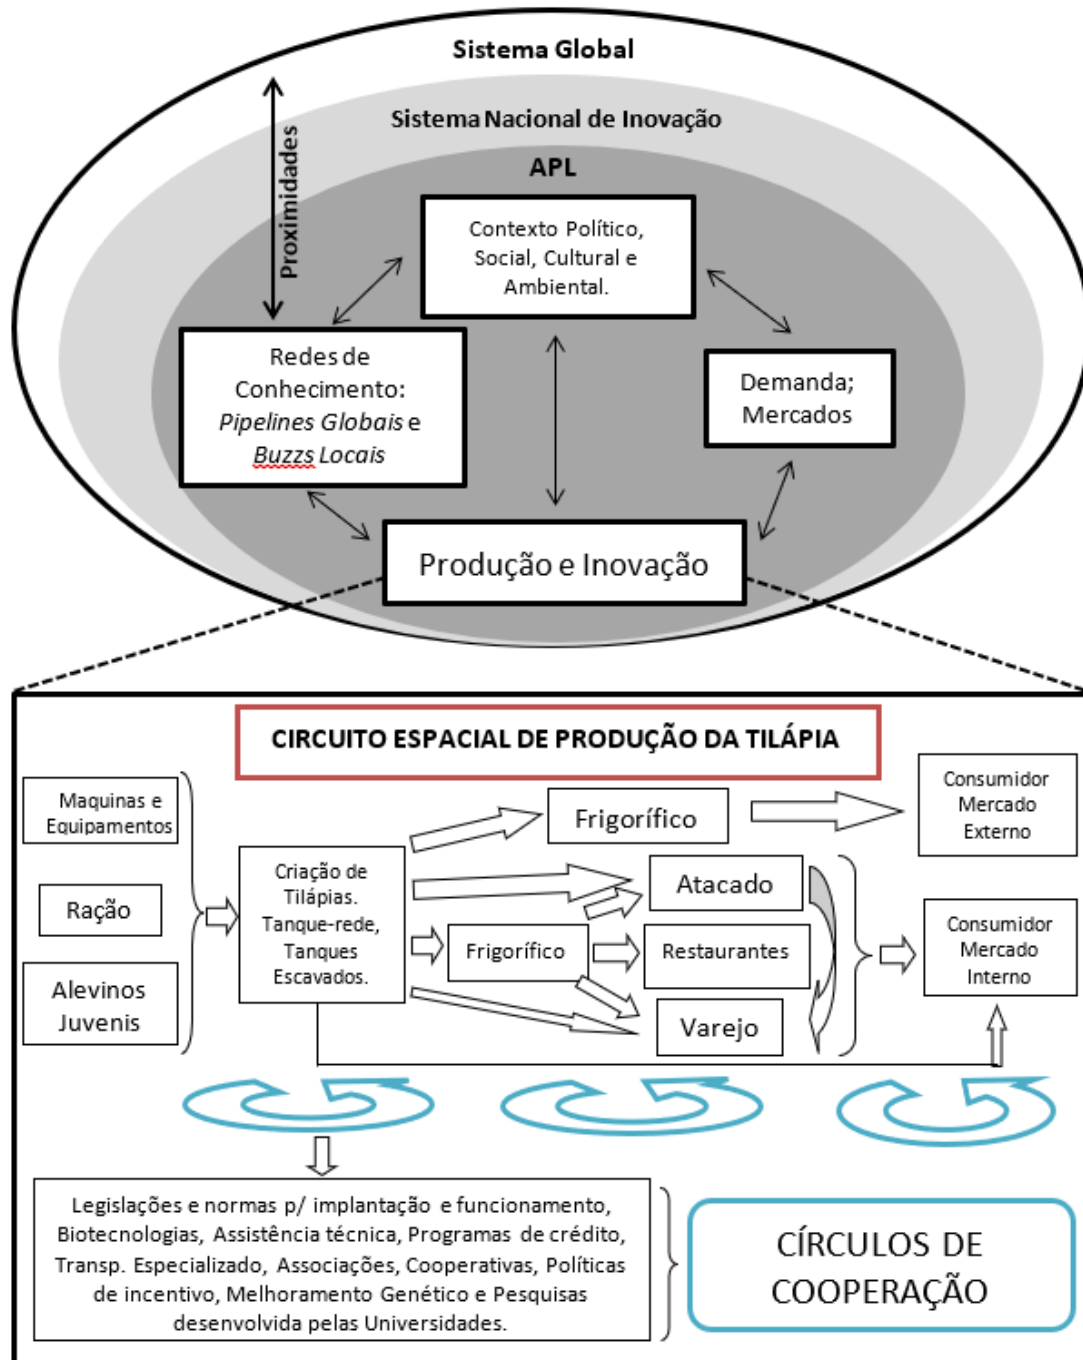 Sistema Global
Sistema Nacional de Inovação
APL
Proximidades
Contexto Político,
Social, Cultural e
Ambiental.
Redes de
Conhecimento:
Pipelines Globais e
Buzzs Locais
Demanda;
Mercados
Produção e Inovação
CIRCUITO ESPACIAL DE PRODUÇÃO DA TILÁPIA
Maquinas e
Equipamentos
Ração
Alevinos
Juvenis
Criação de
Tilápias.
Tanque-rede,
Tanques
Escavados.
Frigorífico
Frigorífico
Atacado
Restaurantes
Varejo
Consumidor
Mercado
Externo
Consumidor
Mercado
Interno
Legislações e normas p/ implantação e funcionamento,
Biotecnologias, Assistência técnica, Programas de crédito,
Transp. Especializado, Associações, Cooperativas, Políticas
de incentivo, Melhoramento Genético e Pesquisas
desenvolvida pelas Universidades.
CÍRCULOS DE
COOPERAÇÃO